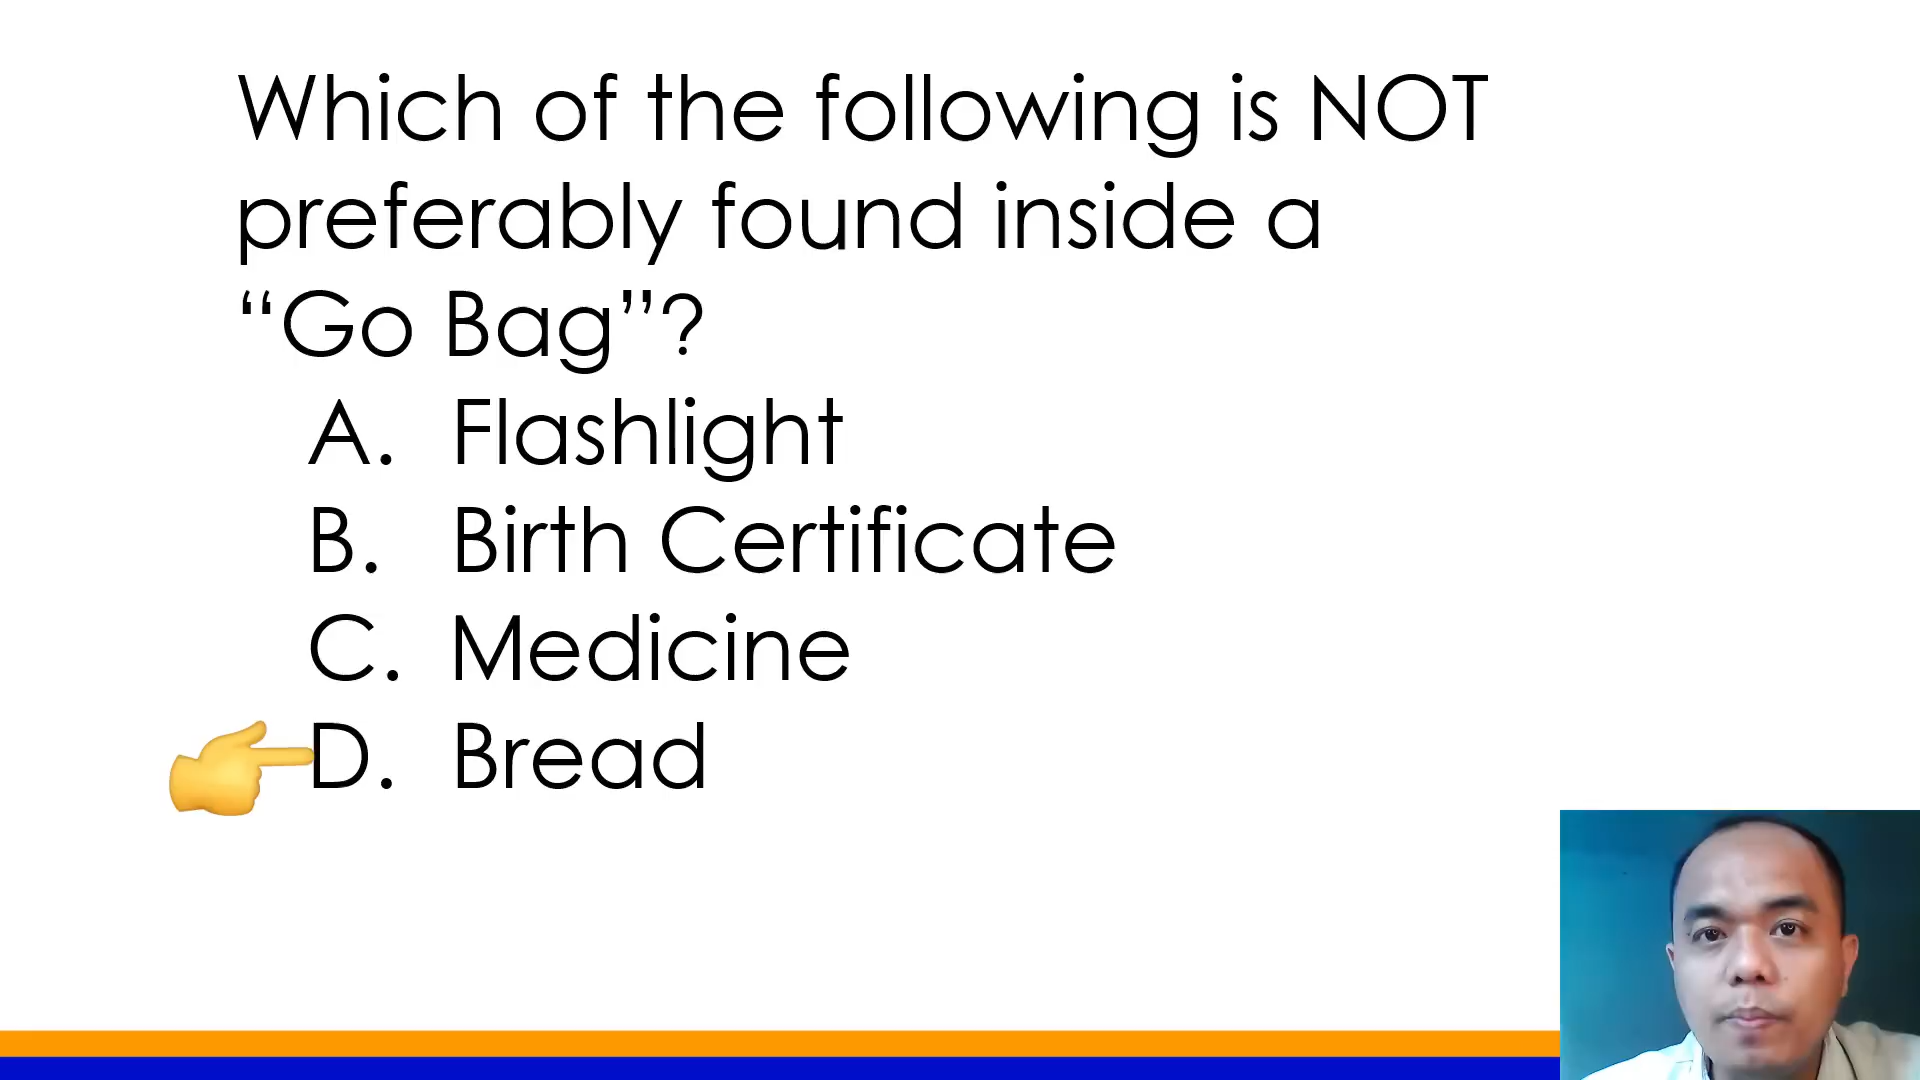 Which of the following is NOT
preferably found inside a
“Go Bag”?
A. Flashlight
B. Birth Certificate
C. Medicine
D. Bread